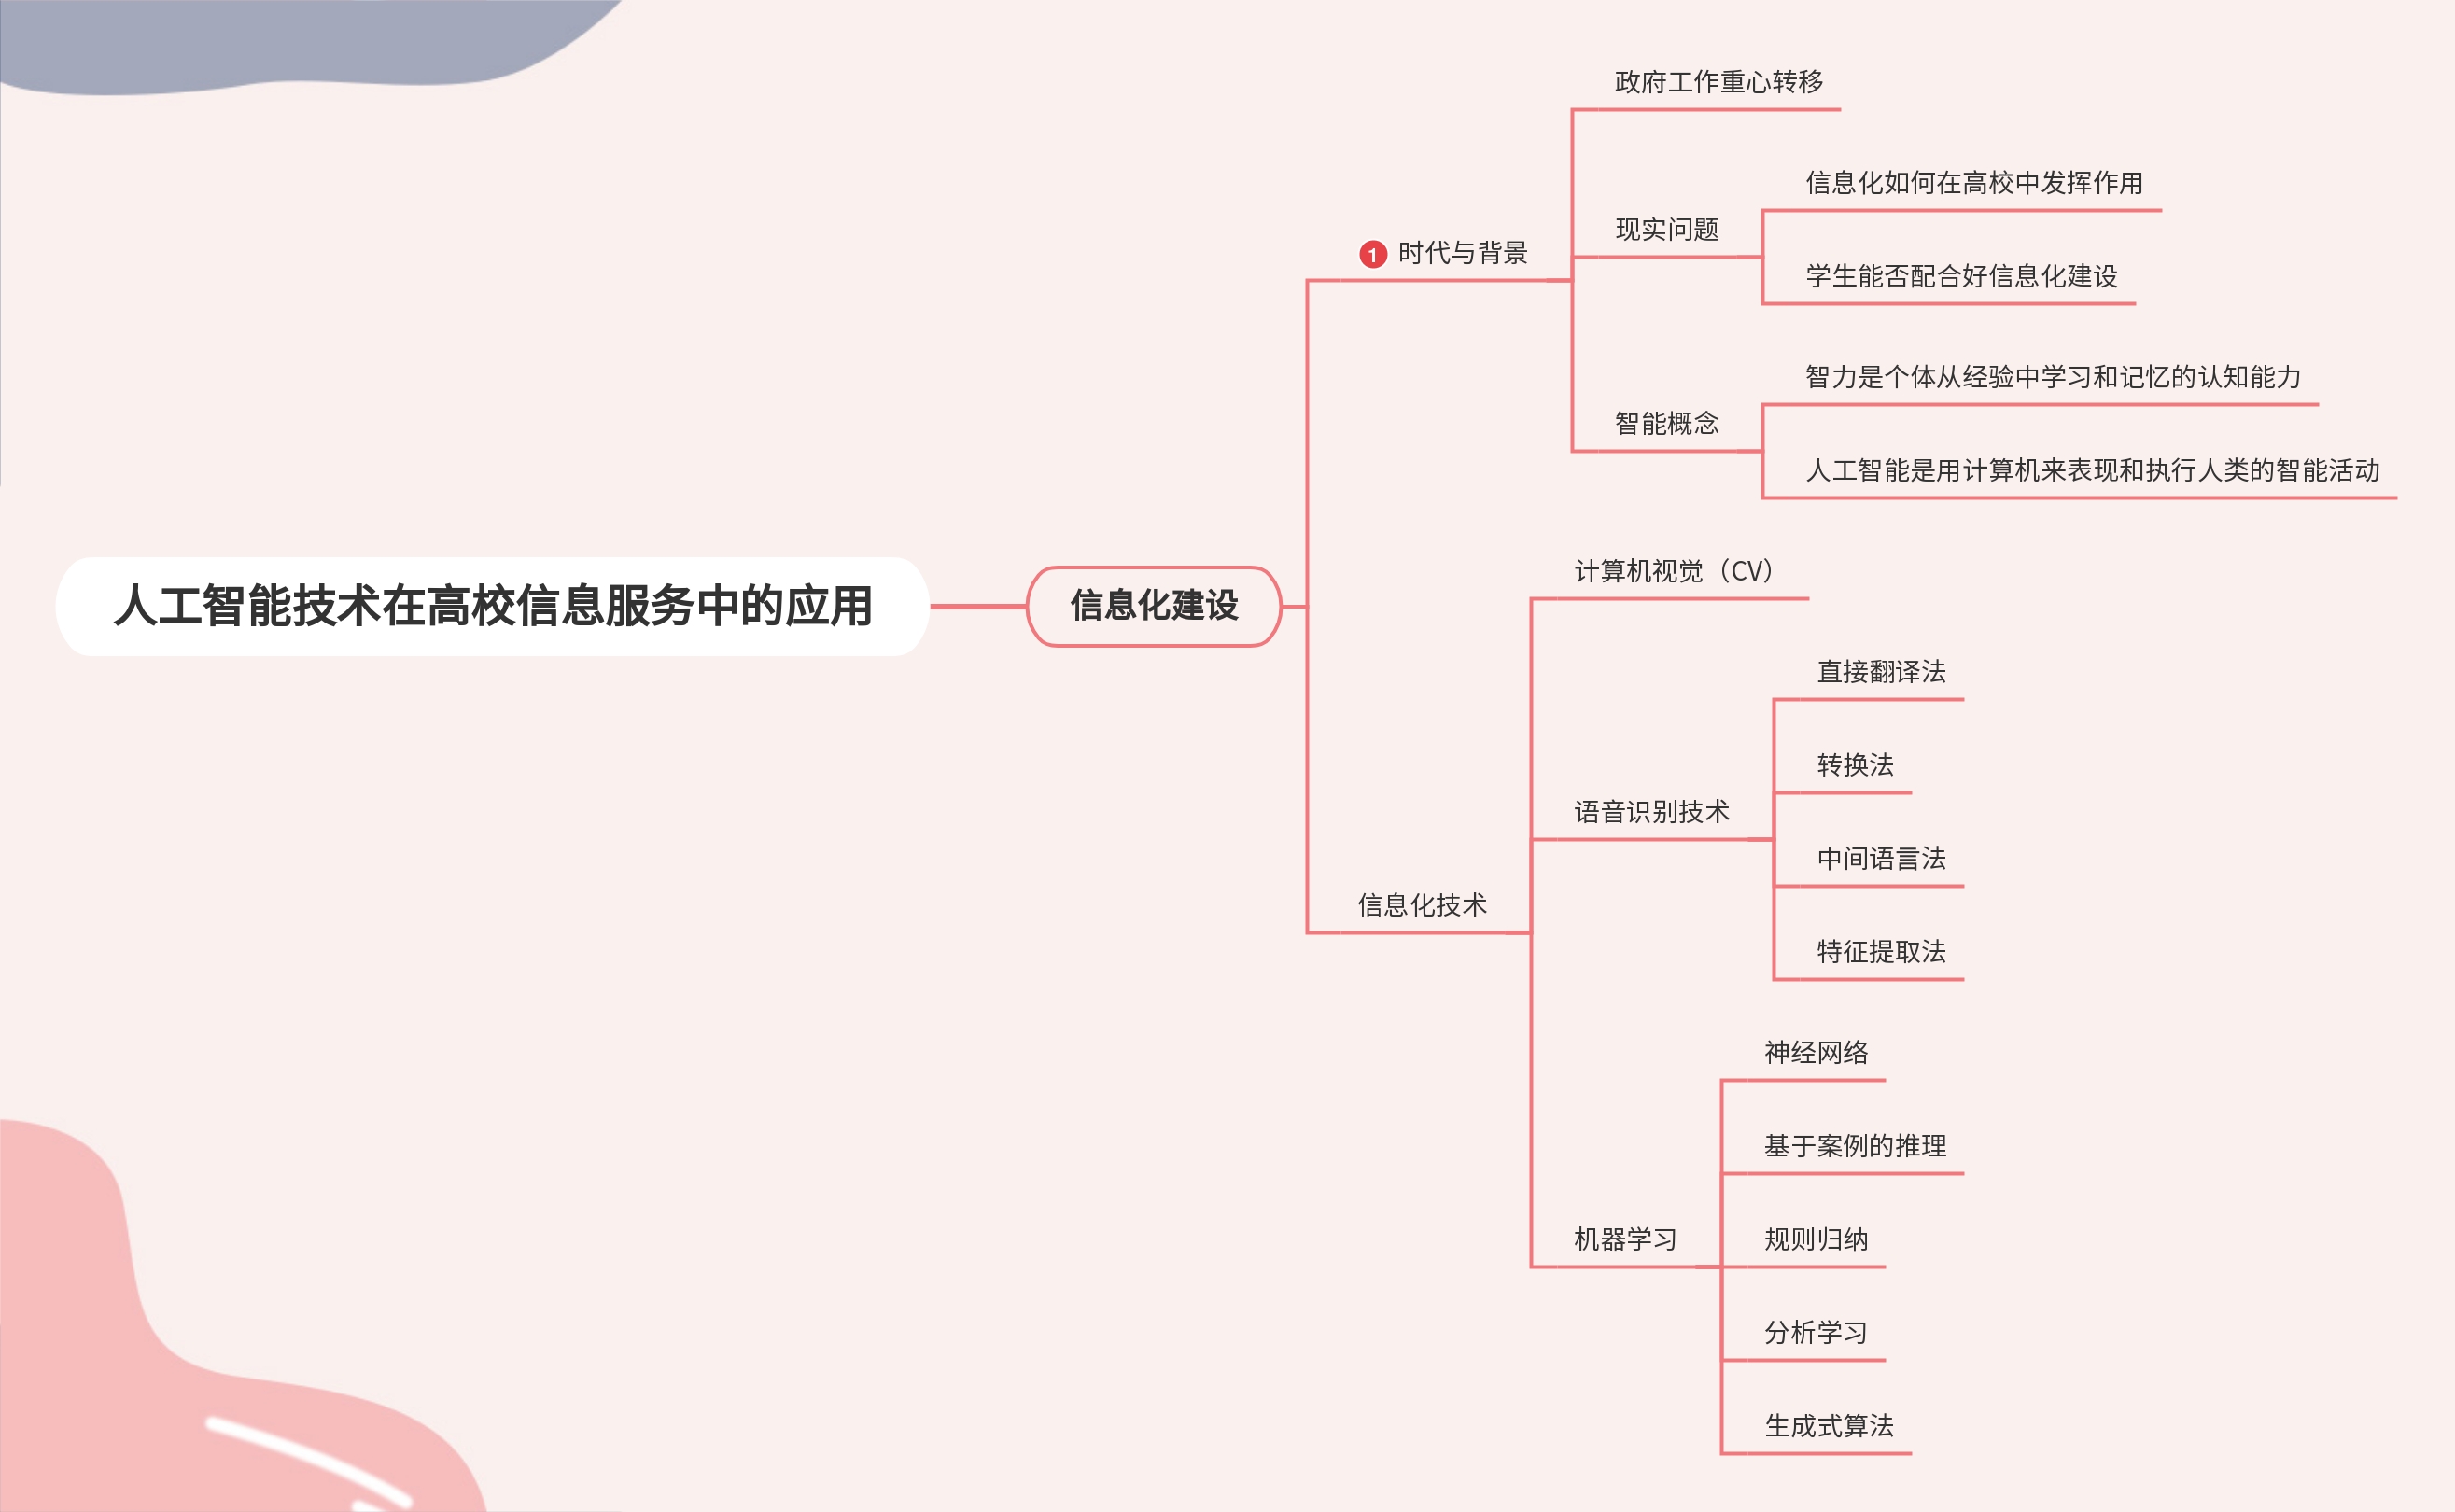 人工智能技术在高校信息服务中的应用
信息化建设
1 时代与背景
政府工作重心转移
现实问题
信息化如何在高校中发挥作用
学生能否配合好信息化建设
智能概念
智力是个体从经验中学习和记忆的认知能力
人工智能是用计算机来表现和执行人类的智能活动
信息化技术
计算机视觉（CV）
语音识别技术
直接翻译法
转换法
中间语言法
特征提取法
机器学习
神经网络
基于案例的推理
规则归纳
分析学习
生成式算法